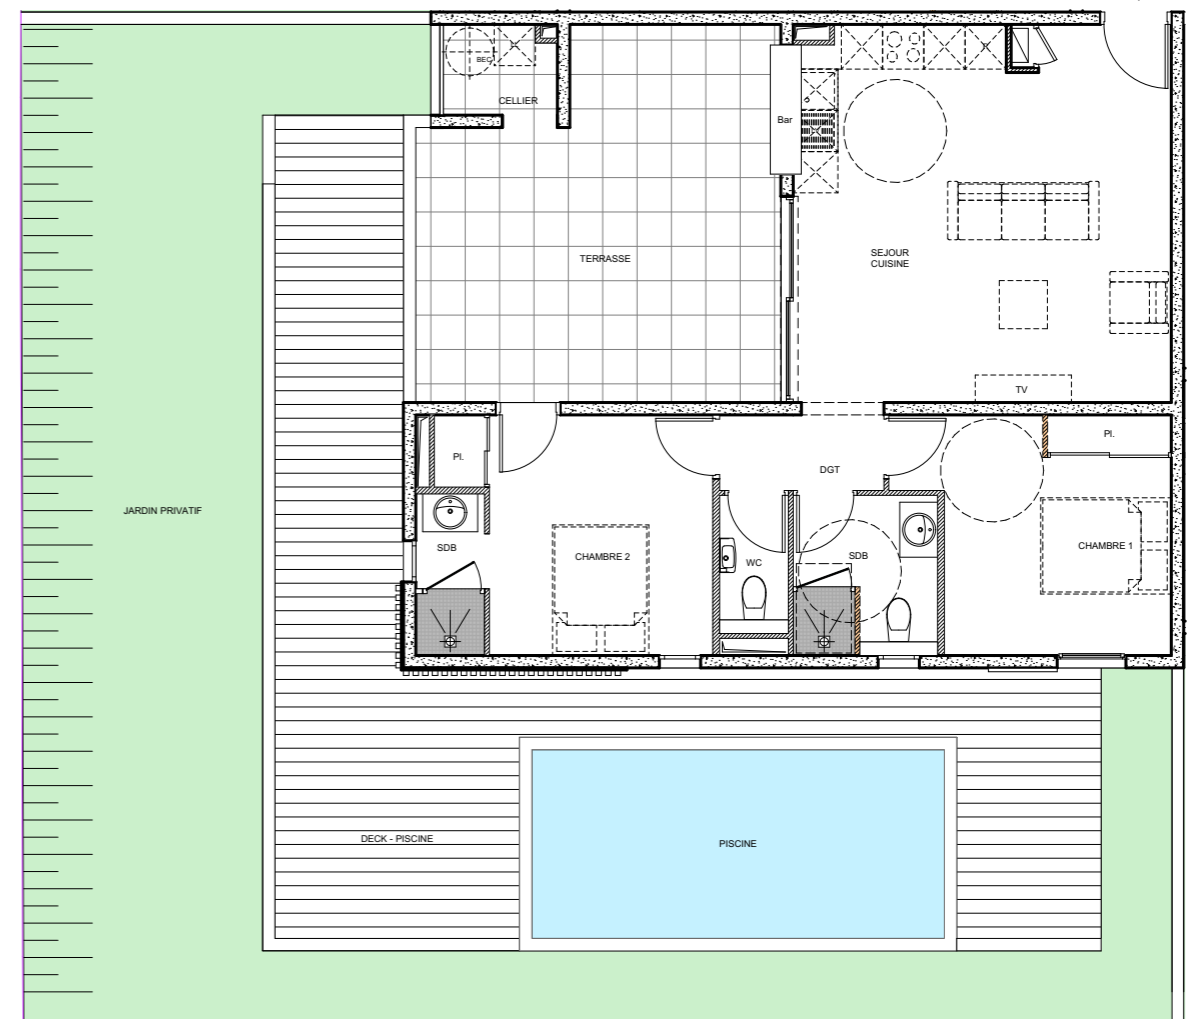 BEC
CELLIER
Bar
TERRASSE
SEJOUR
CUISINE
TV
Pl.
Pl.
DGT
JARDIN PRIVATIF
SDB
CHAMBRE 2
WC
SDB
CHAMBRE 1
DECK - PISCINE
PISCINE